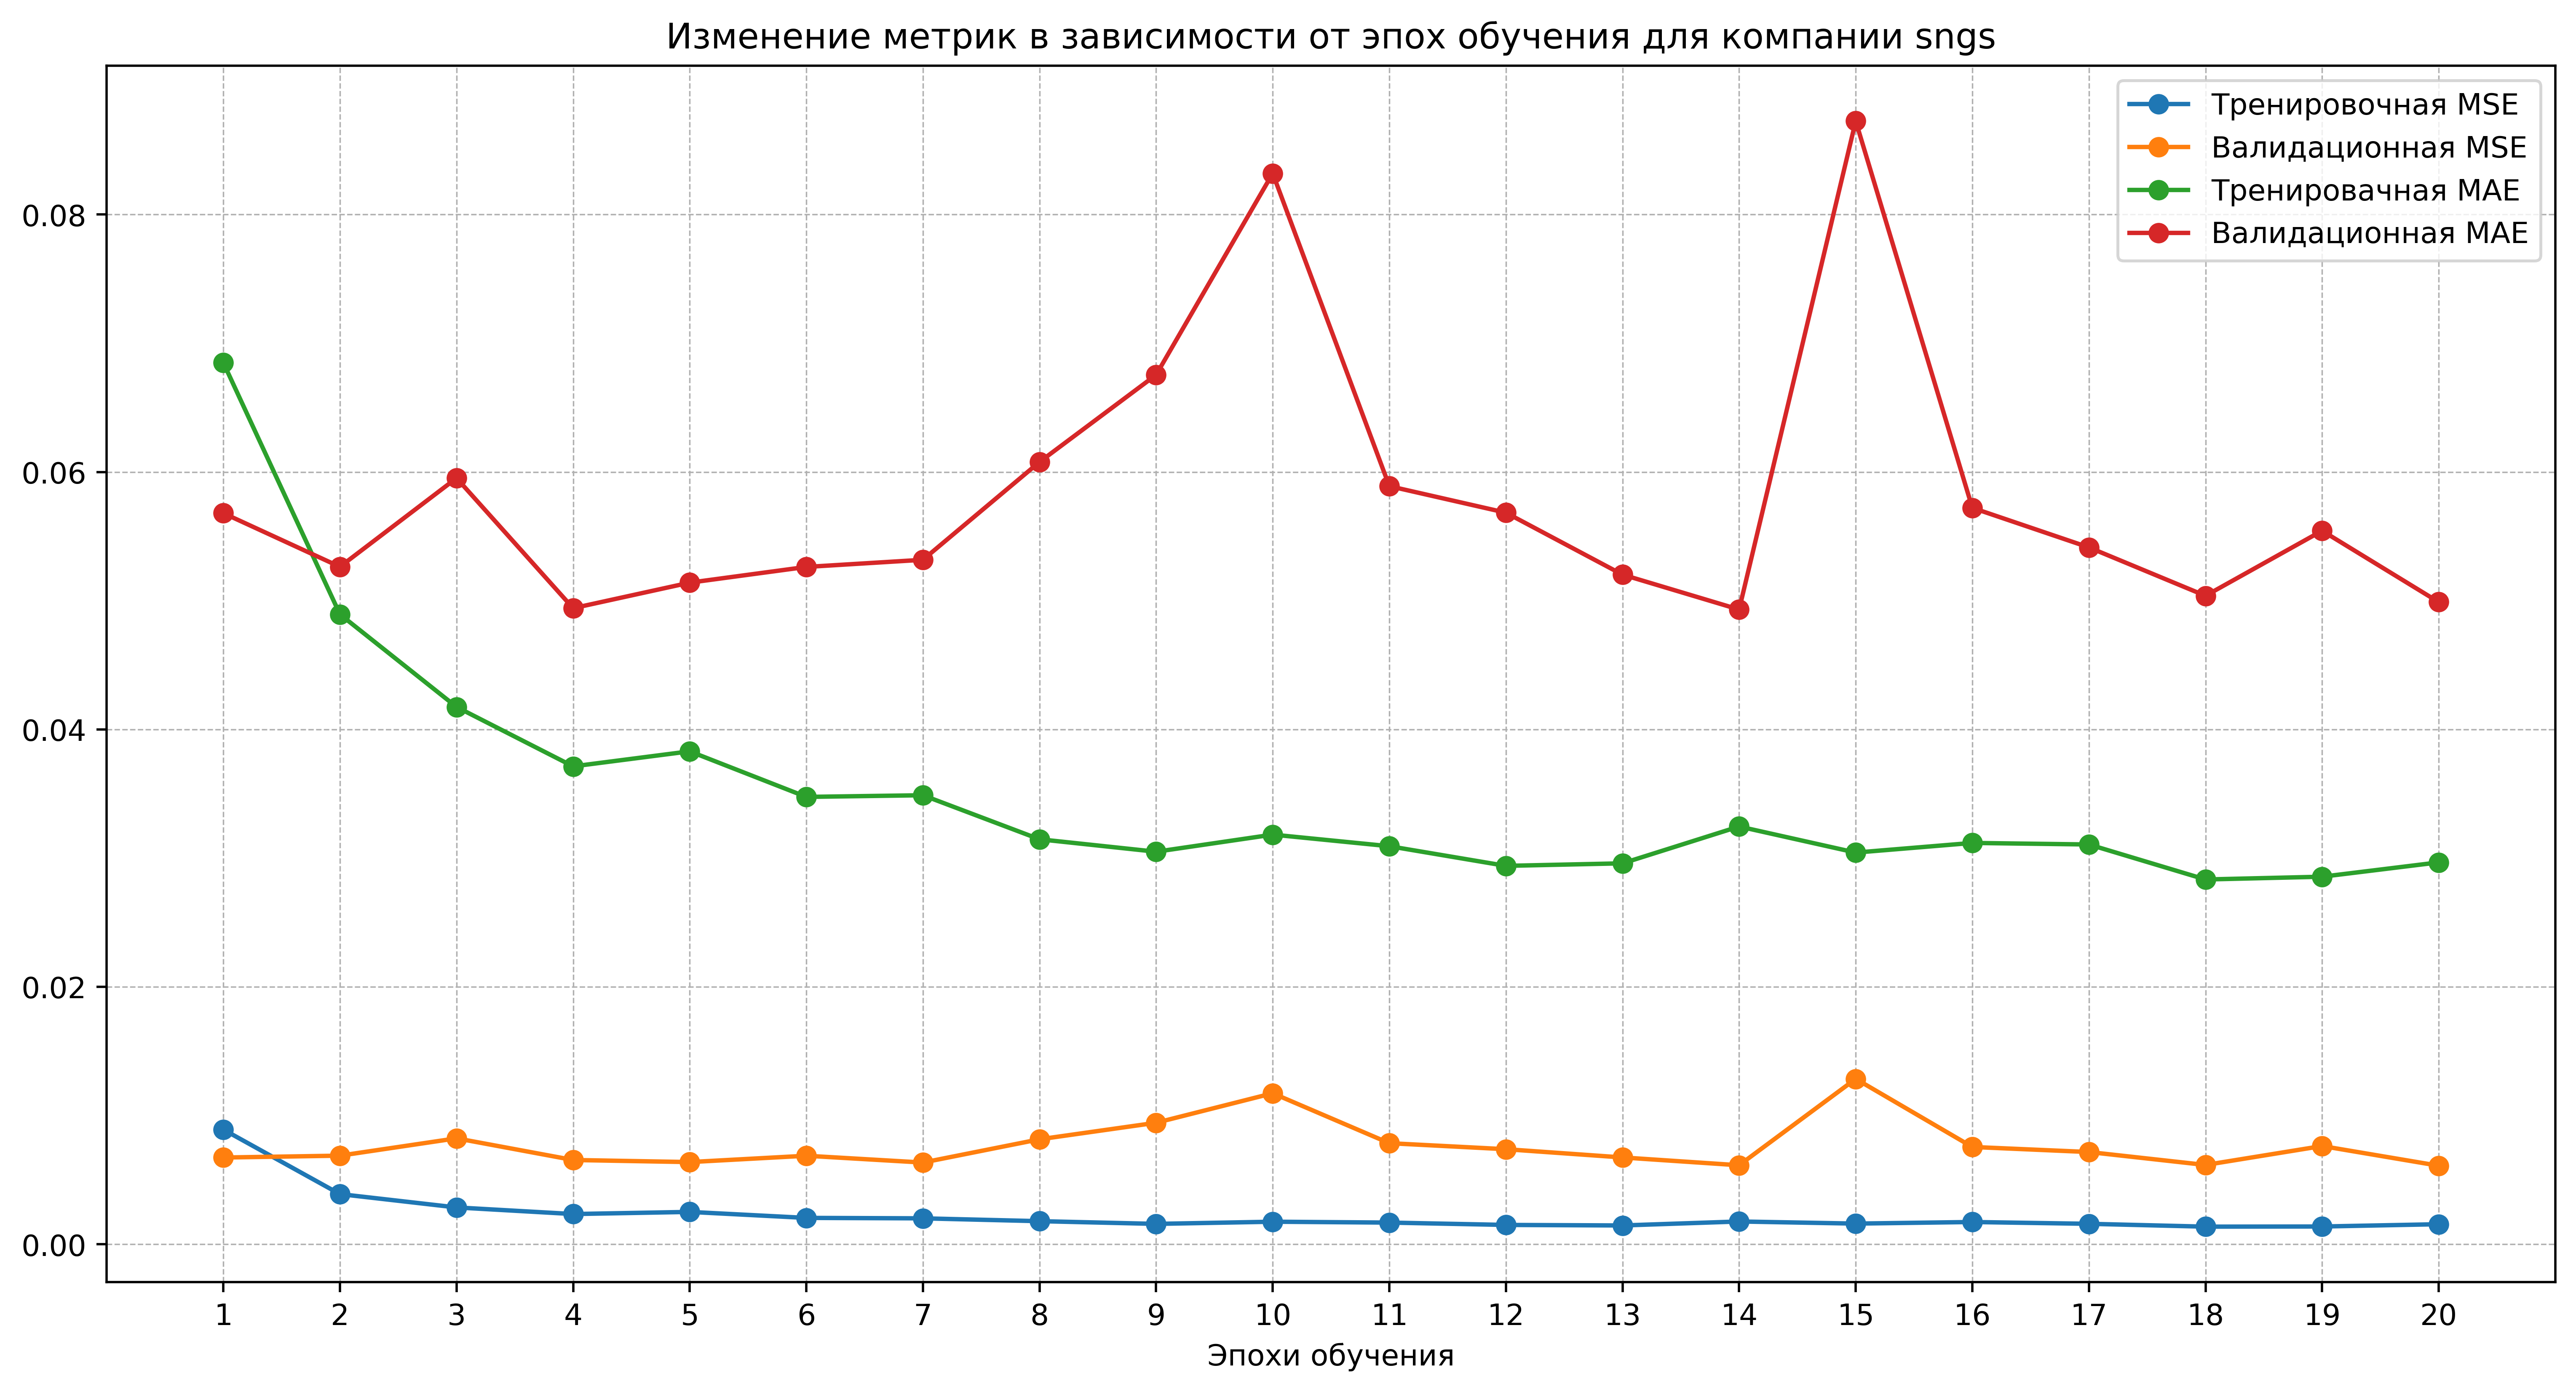 Изменение метрик в зависимости от эпох обучения для компании sngs
Тренировочная MSE
Валидационная MSE
Тренировачная MAE
Валидационная MAE
0.08
0.06
0.04
0.02
0.00
1 2 3 4 5 6 7 8 9 10 11 12 13 14 15 16 17 18 19 20
Эпохи обучения